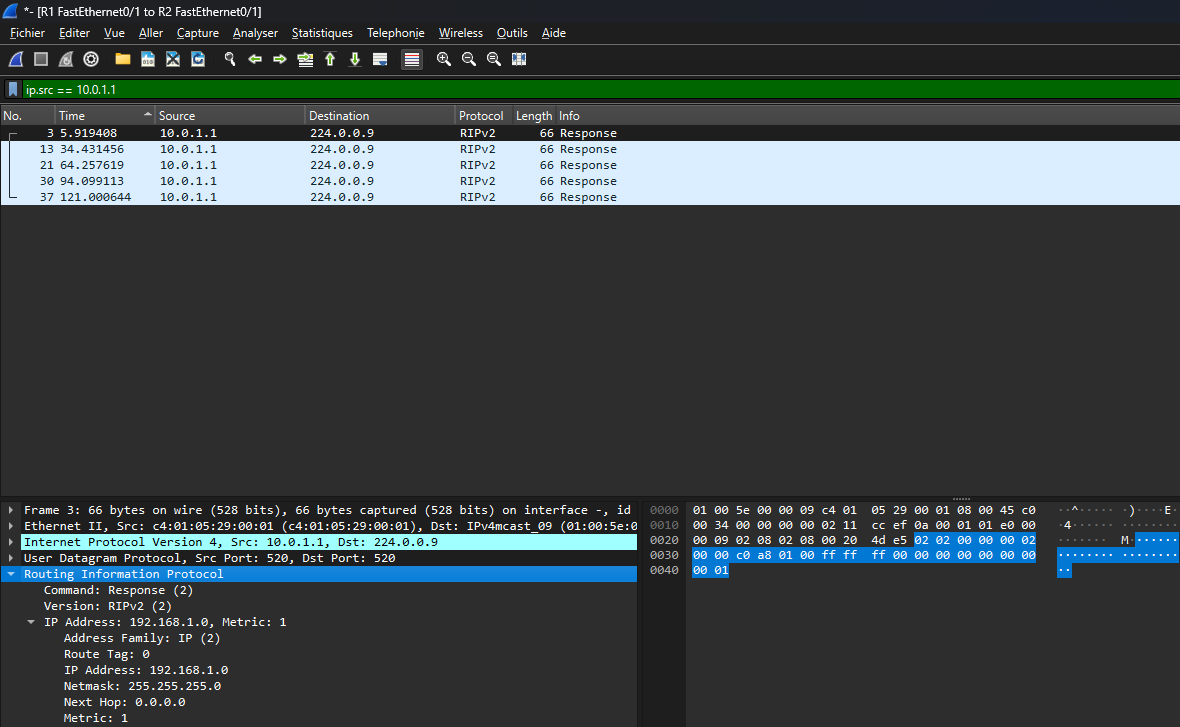 *- [R1 FastEthernet0/1 to R2 FastEthernet0/1]
Fichier Editer Vue Aller Capture Analyser Statistiques Telephonie Wireless Outils Aide
ip.src == 10.0.1.1
No. Time Source Destination Protocol Length Info
3 5.919408 10.0.1.1 224.0.0.9 RIPv2 66 Response
13 34.431456 10.0.1.1 224.0.0.9 RIPv2 66 Response
21 64.257619 10.0.1.1 224.0.0.9 RIPv2 66 Response
30 94.099113 10.0.1.1 224.0.0.9 RIPv2 66 Response
37 121.000644 10.0.1.1 224.0.0.9 RIPv2 66 Response
Frame 3: 66 bytes on wire (528 bits), 66 bytes captured (528 bits) on interface -, id
Ethernet II, Src: c4:01:05:29:00:01 (c4:01:05:29:00:01), Dst: IPv4mcast_09 (01:00:5e:0
Internet Protocol Version 4, Src: 10.0.1.1, Dst: 224.0.0.9
User Datagram Protocol, Src Port: 520, Dst Port: 520
Routing Information Protocol
Command: Response (2)
Version: RIPv2 (2)
IP Address: 192.168.1.0, Metric: 1
Address Family: IP (2)
Route Tag: 0
IP Address: 192.168.1.0
Netmask: 255.255.255.0
Next Hop: 0.0.0.0
Metric: 1
0000 01 00 5e 00 00 09 c4 01 05 29 00 01 08 00 45 c0 ··^····· ·)····E·
0010 00 34 00 00 00 00 02 11 cc ef 0a 00 01 01 e0 00 ·4······ ········
0020 00 09 02 08 02 08 00 20 4d e5 02 02 00 00 00 02 ······· M·······
0030 00 00 c0 a8 01 00 ff ff ff 00 00 00 00 00 00 00 ········ ········
0040 00 01 ··